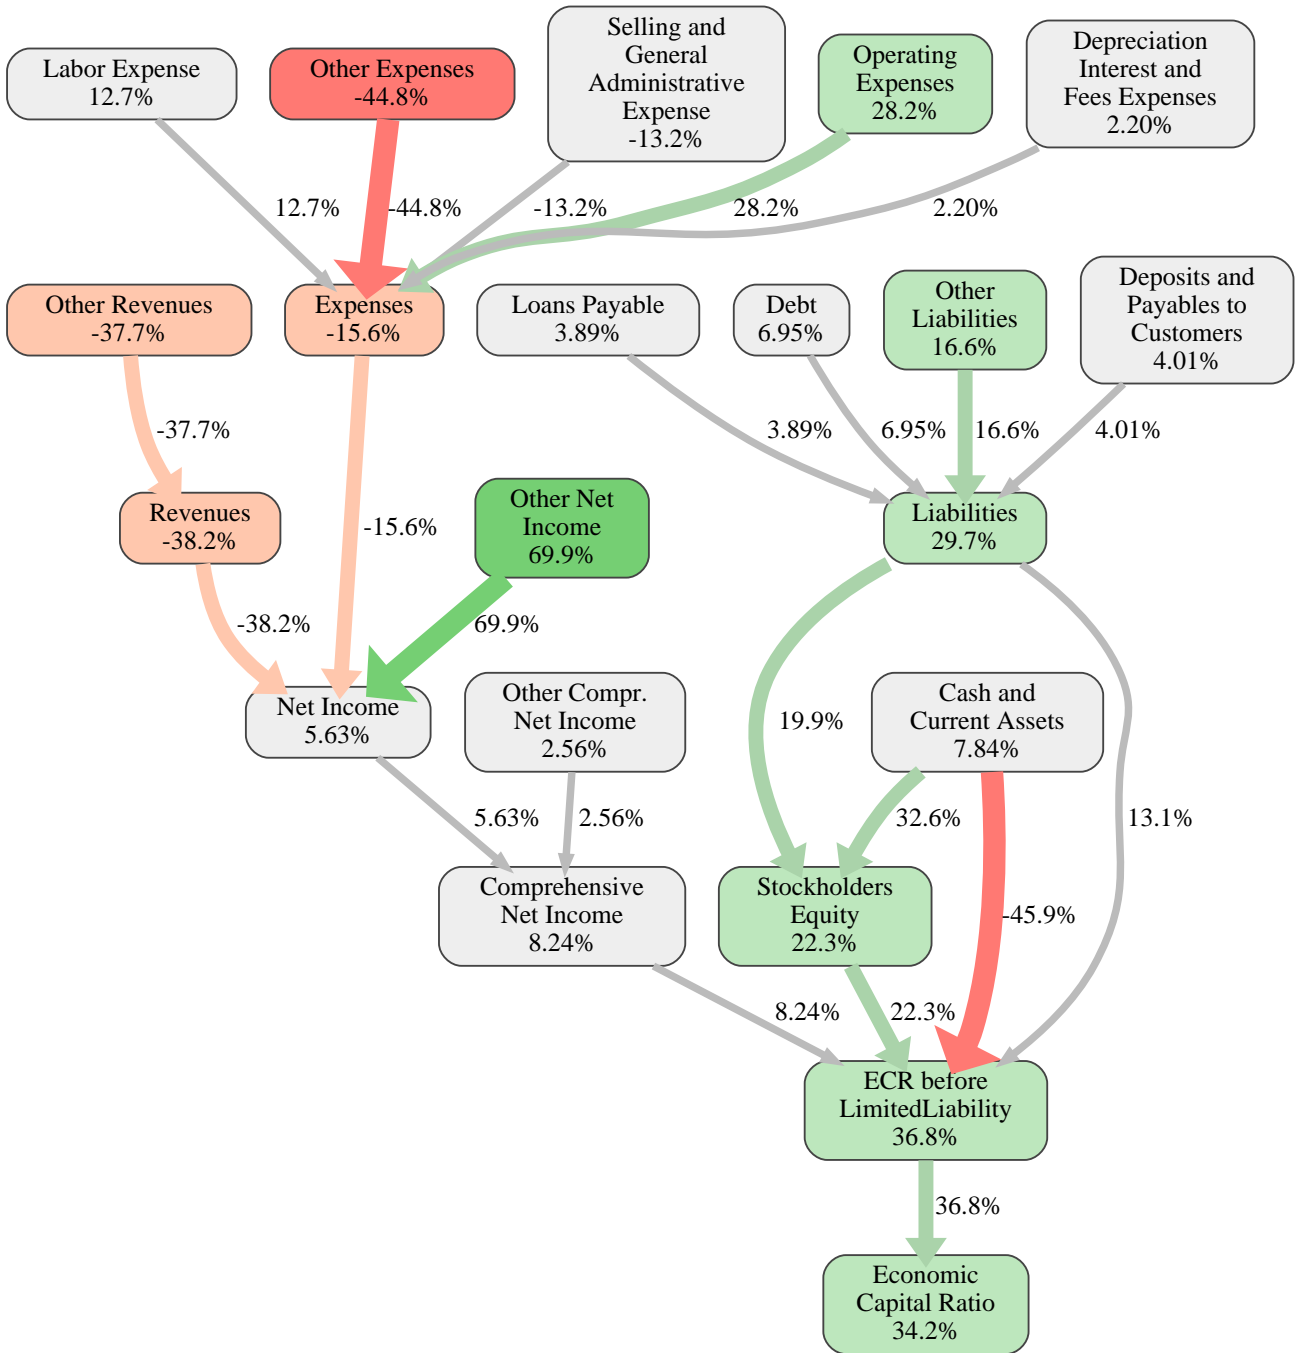 Labor Expense
12.7%
Other Expenses
-44.8%
Selling and
General
Administrative
Expense
-13.2%
Operating
Expenses
28.2%
Depreciation
Interest and
Fees Expenses
2.20%
12.7%
-44.8%
-13.2%
28.2%
2.20%
Other Revenues
-37.7%
Expenses
-15.6%
Loans Payable
3.89%
Debt
6.95%
Other
Liabilities
16.6%
Deposits and
Payables to
Customers
4.01%
-37.7%
3.89%
6.95%
16.6%
4.01%
Revenues
-38.2%
-15.6%
Other Net
Income
69.9%
Liabilities
29.7%
-38.2%
69.9%
Net Income
5.63%
Other Compr.
Net Income
2.56%
19.9%
Cash and
Current Assets
7.84%
5.63%
2.56%
32.6%
13.1%
Comprehensive
Net Income
8.24%
Stockholders
Equity
22.3%
-45.9%
8.24%
22.3%
ECR before
LimitedLiability
36.8%
36.8%
Economic
Capital Ratio
34.2%